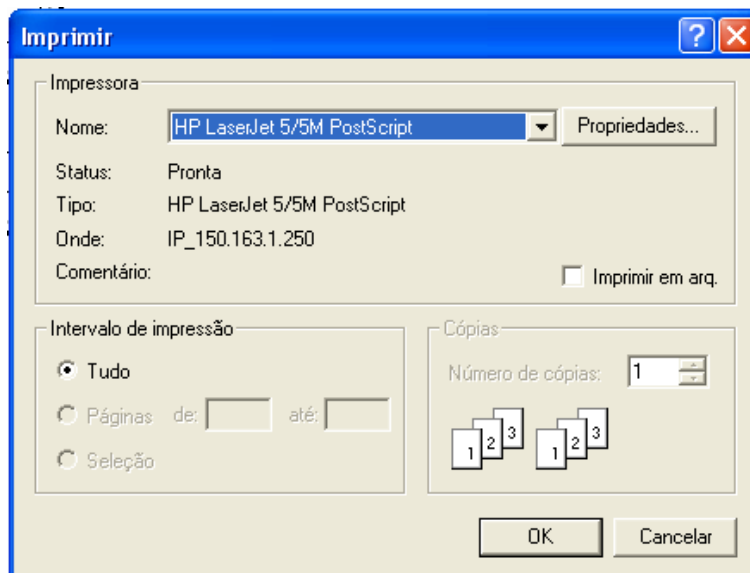 Imprimir
Impressora
Nome: HP LaserJet 5/5M PostScript Propriedades...
Status: Pronta
Tipo: HP LaserJet 5/5M PostScript
Onde: IP_150.163.1.250
Comentário: Imprimir em arq.
Intervalo de impressão Cópias
Tudo Número de cópias: 1
Páginas de: até:
Seleção
1 2 3 1 2 3
OK Cancelar